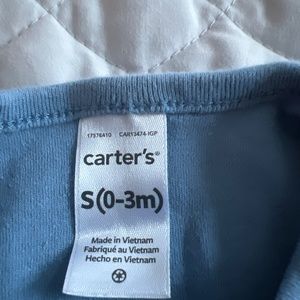 17576410 CAR13474-IGP
carter's®
S(0-3m)
Made in Vietnam
Fabriqué au Vietnam
Hecho en Vietnam